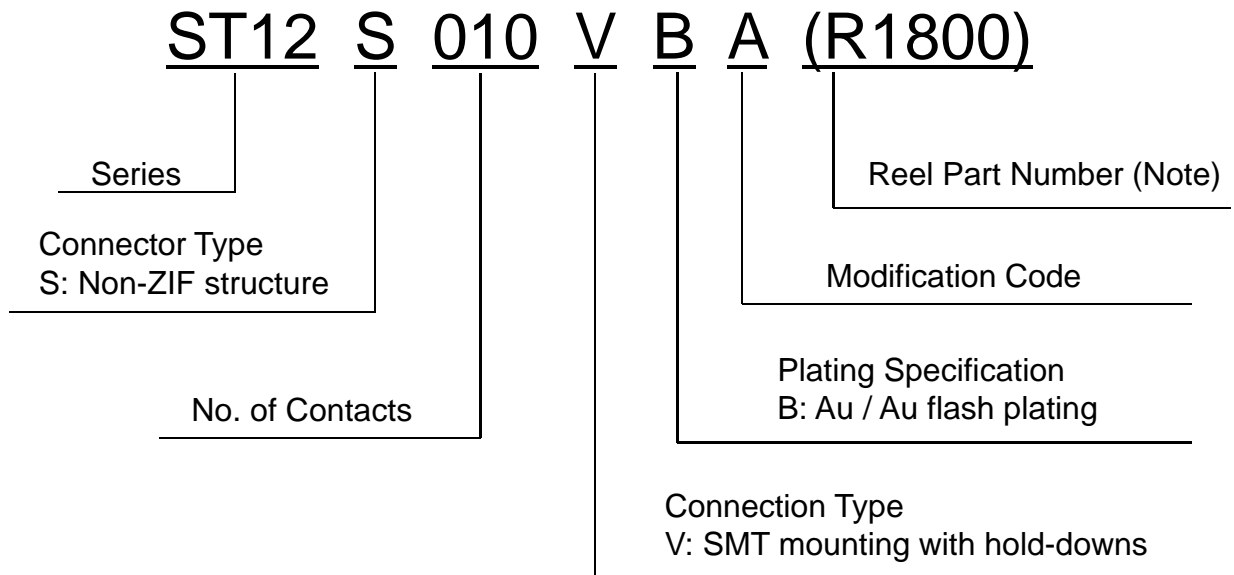 ST12 S 010 V B A (R1800)
Series
Reel Part Number (Note)
Connector Type
S: Non-ZIF structure
Modification Code
Plating Specification
B: Au / Au flash plating
No. of Contacts
Connection Type
V: SMT mounting with hold-downs